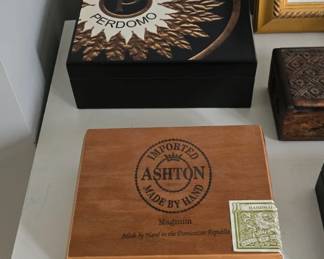 PERDOMO
IMPORTED
ASHTON
MADE BY HAND
Magnum
Made by Hand in the Dominican Republic